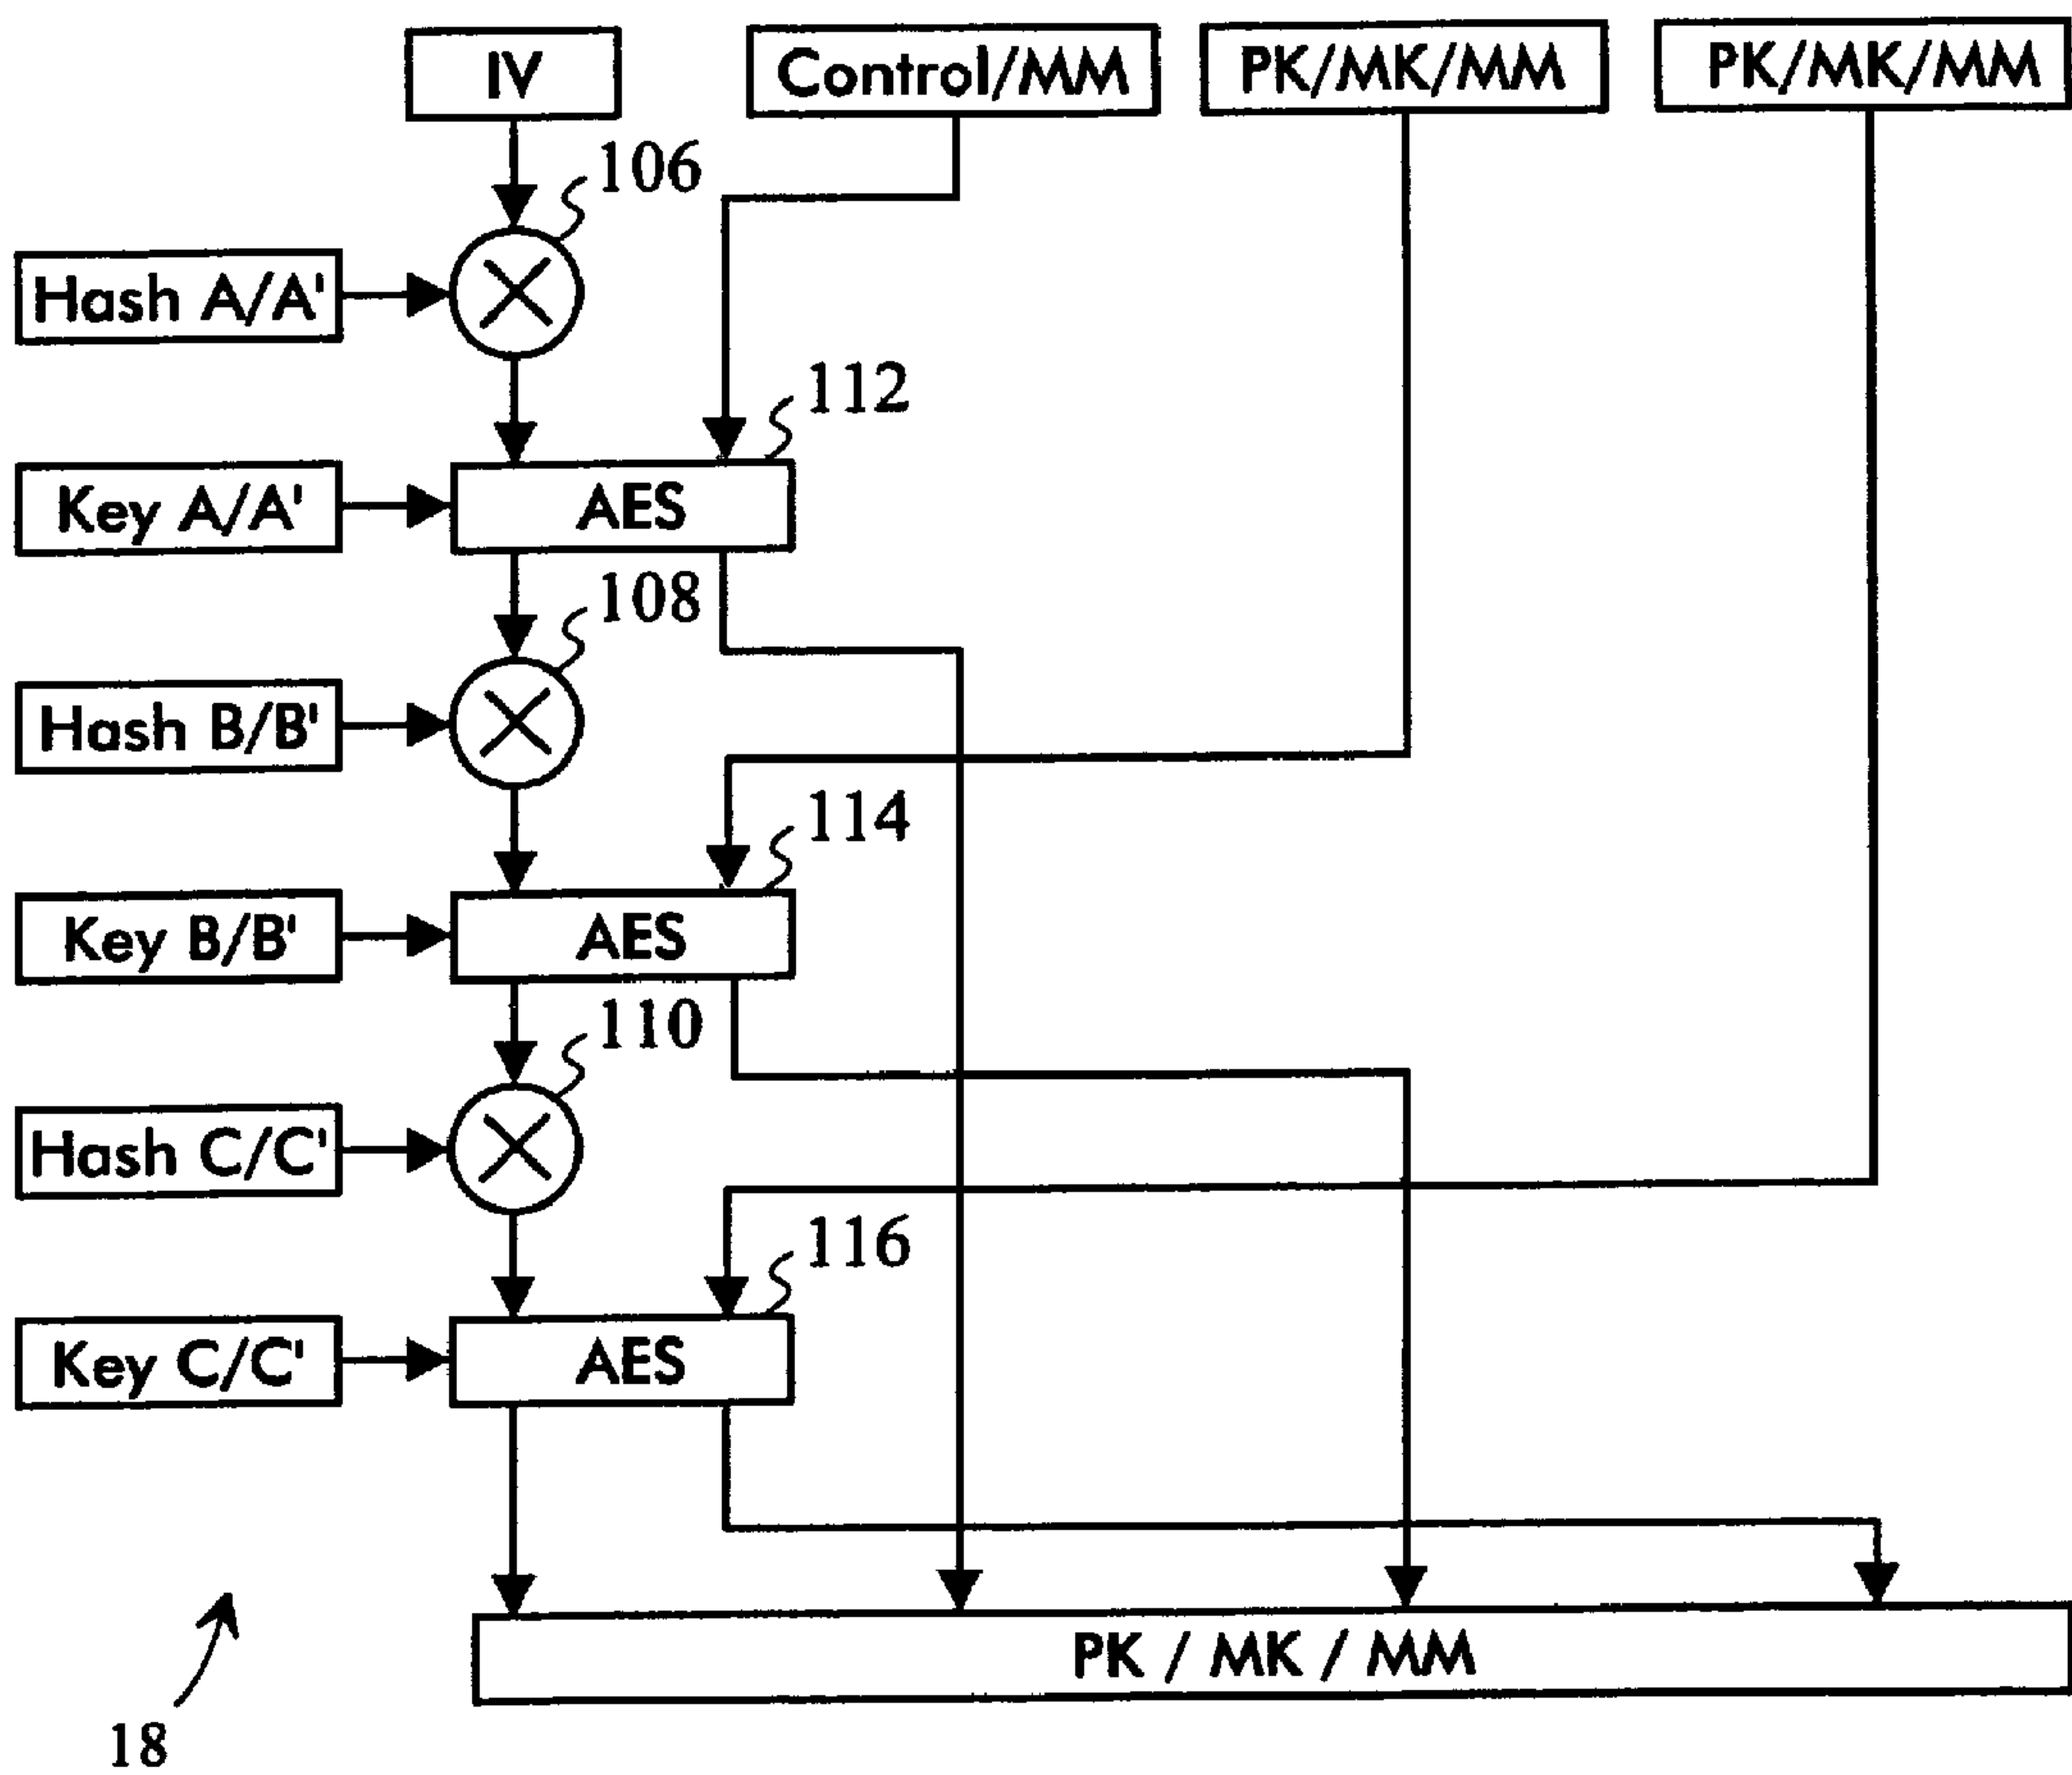 IV
Control/MM
PK/MK/MM
PK/MK/MM
106
Hash A/A'
112
Key A/A'
AES
108
Hash B/B'
114
Key B/B'
AES
110
Hash C/C'
116
Key C/C'
AES
PK / MK / MM
18